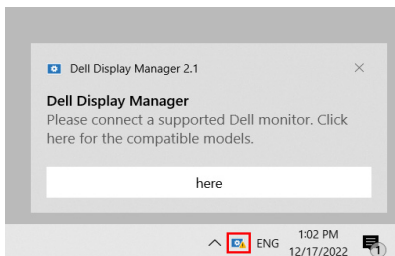 Dell Display Manager 2.1
Dell Display Manager
Please connect a supported Dell monitor. Click
here for the compatible models.
here
ENG
1:02 PM
12/17/2022
1